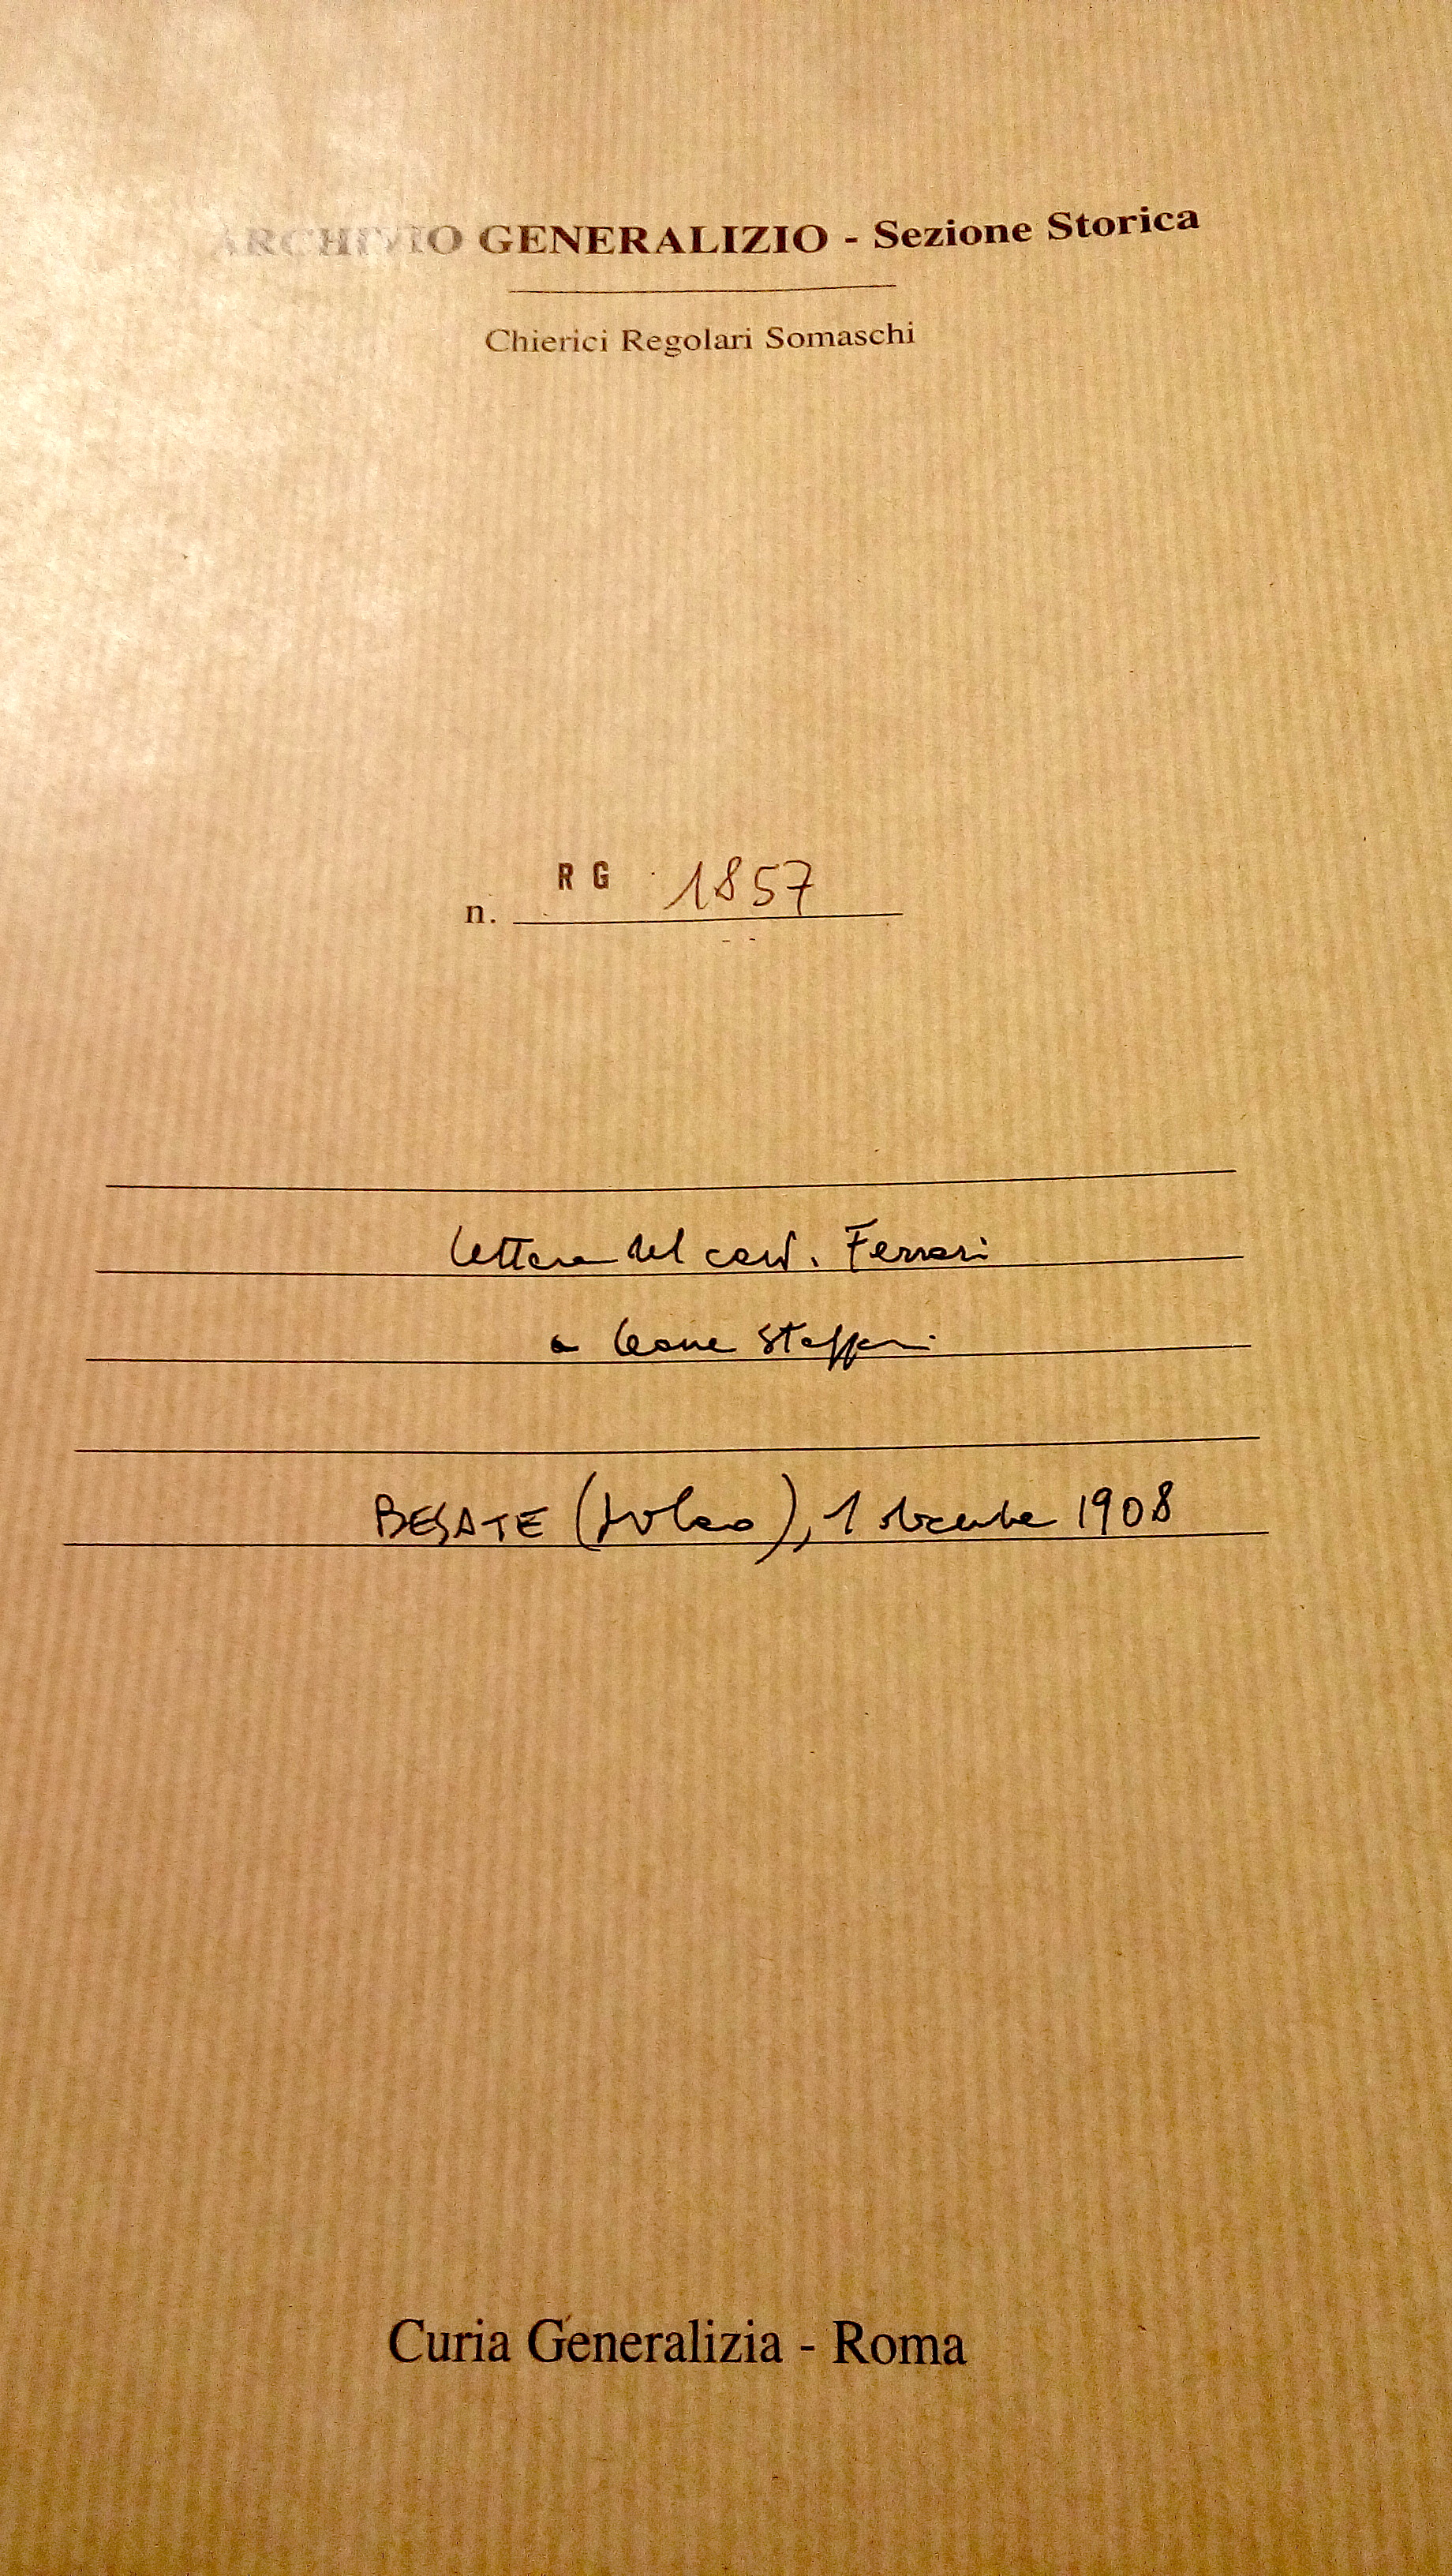 ARCHIVIO GENERALIZIO - Sezione Storica
Chierici Regolari Somaschi
n. RG 1857
Lettera del card. Ferrari
a Leone
BESATE (Milano), 1 dicembre 1908
Curia Generalizia - Roma